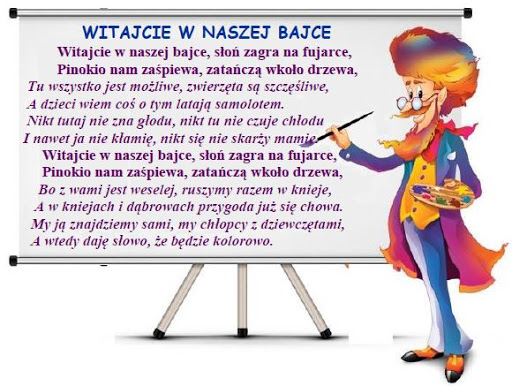 WITAJCIE W NASZEJ BAJCE
Witajcie w naszej bajce, słoń zagra na fujarce,
Pinokio nam zaśpiewa, zatańczą wkoło drzewa,
Tu wszystko jest możliwe, zwierzęta są szczęśliwe,
A dzieci wiem coś o tym latają samolotem.
Nikt tutaj nie zna głodu, nikt tu nie czuje chłodu
I nawet ja nie kłamię, nikt się nie skarży mamie.
Witajcie w naszej bajce, słoń zagra na fujarce,
Pinokio nam zaśpiewa, zatańczą wkoło drzewa,
Bo z wami jest weselej, ruszymy razem w knieje,
A w kniejach i dąbrowach przygoda już się chowa.
My ją znajdziemy sami, my chłopcy z dziewczętami,
A wtedy daję słowo, że będzie kolorowo.